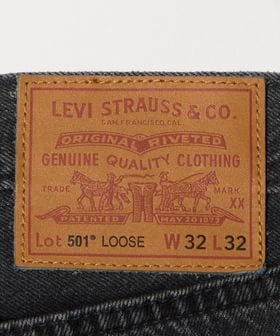 LEVI STRAUSS & CO.
SAN FRANCISCO, CAL.
ORIGINAL RIVETED
GENUINE QUALITY CLOTHING
TRADE MARK
XX
PATENTED MAY 20 1873
Lot 501® LOOSE W 32 L 32